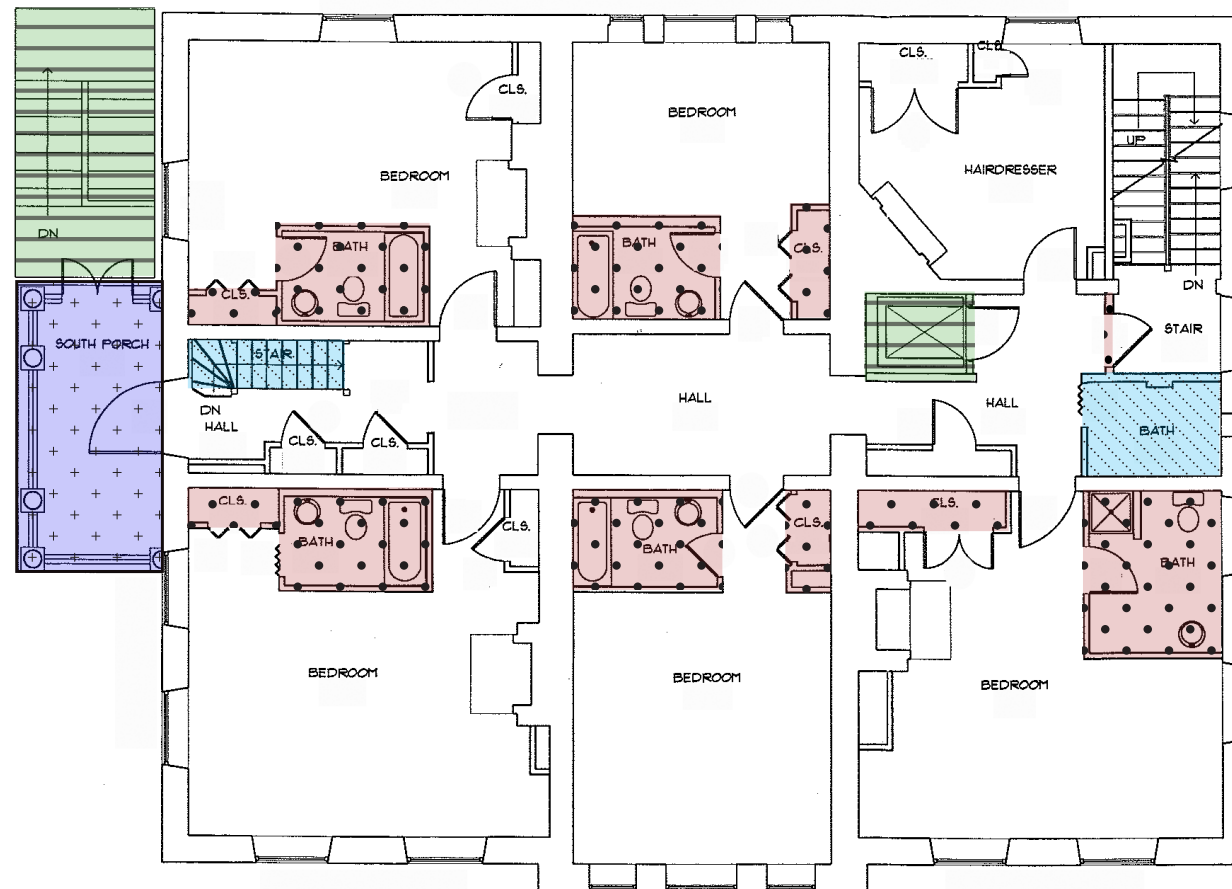 CLS.
CLS.
CLS.
BEDROOM
BEDROOM
HAIRDRESSER
UP
DN
BATH
BATH
CLS.
CLS.
DN
SOUTH PORCH
STAIR
STAIR
DN
HALL
HALL
HALL
CLS.
CLS.
BATH
CLS.
CLS.
BATH
CLS.
BATH
CLS.
BATH
BEDROOM
BEDROOM
BEDROOM